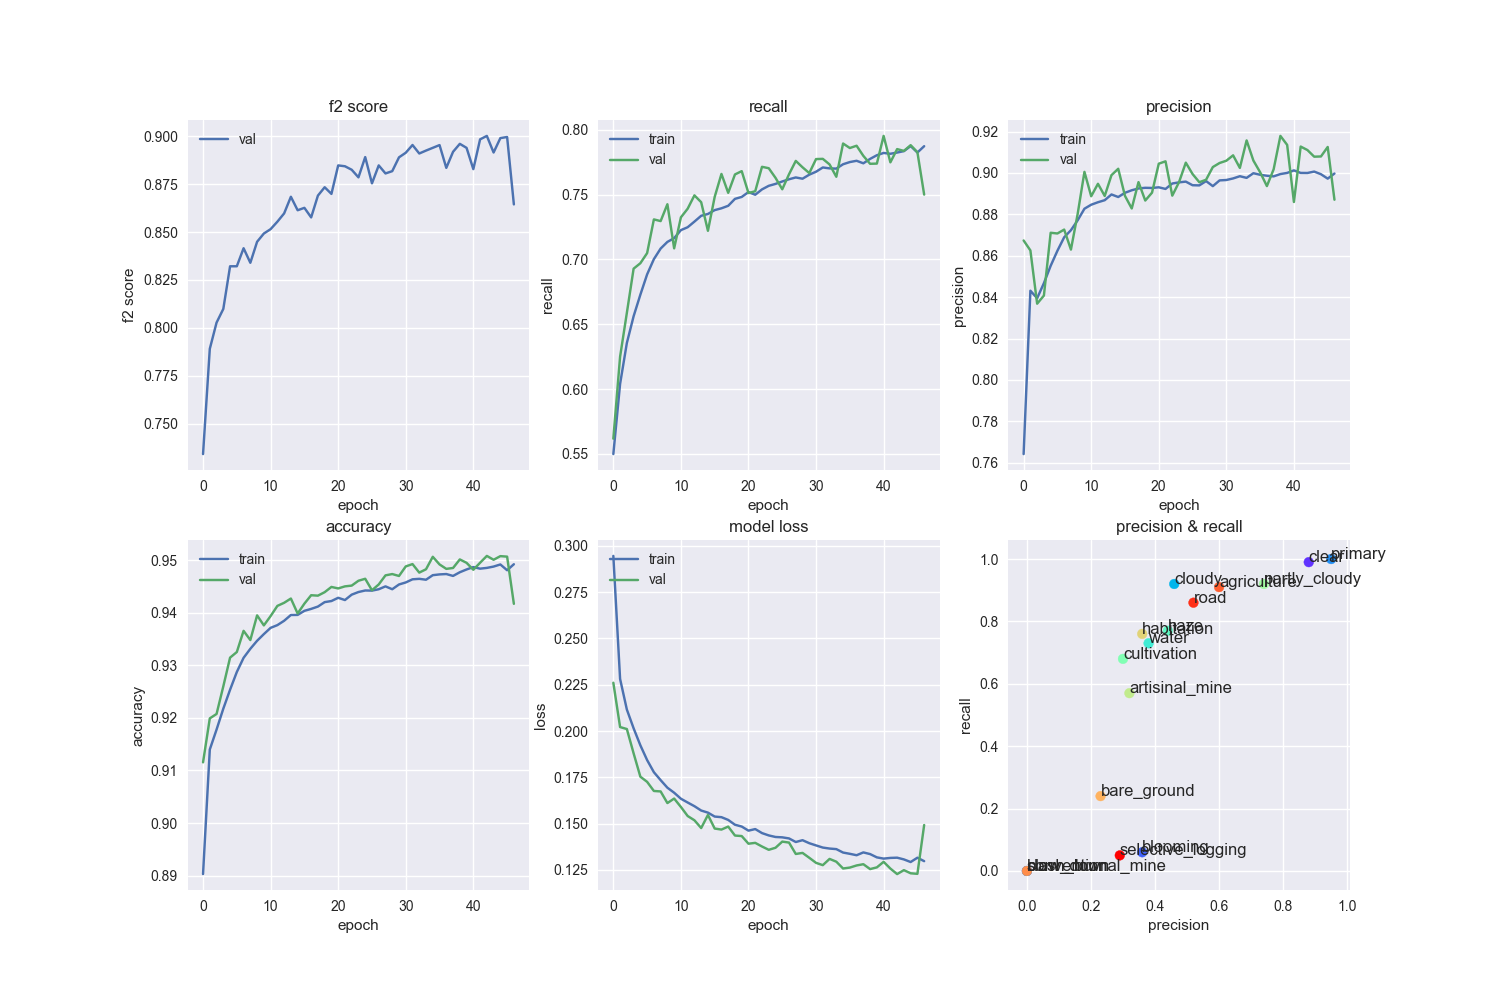 f2 score
val
0.900
0.875
0.850
0.825
0.800
0.775
0.750
f2 score
0 10 20 30 40
epoch
recall
train
val
0.80
0.75
0.70
0.65
0.60
0.55
recall
0 10 20 30 40
epoch
precision
train
val
0.92
0.90
0.88
0.86
0.84
0.82
0.80
0.78
0.76
precision
0 10 20 30 40
epoch
accuracy
train
val
0.95
0.94
0.93
0.92
0.91
0.90
0.89
accuracy
0 10 20 30 40
epoch
model loss
train
val
0.300
0.275
0.250
0.225
0.200
0.175
0.150
0.125
loss
0 10 20 30 40
epoch
precision & recall
1.0
0.8
0.6
0.4
0.2
0.0
recall
primary
clear
cloudy
agriculture
partly_cloudy
road
haze
habitation
water
cultivation
artisinal_mine
bare_ground
blooming
selective_logging
0.0 0.2 0.4 0.6 0.8 1.0
precision